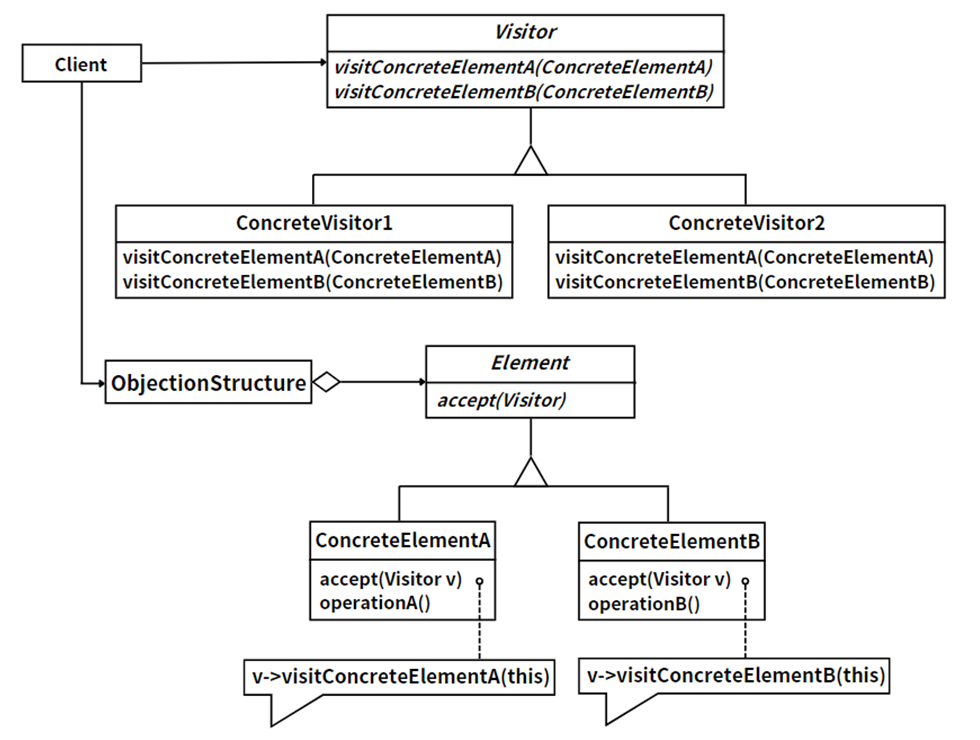 Visitor
Client
visitConcreteElementA(ConcreteElementA)
visitConcreteElementB(ConcreteElementB)
ConcreteVisitor1
visitConcreteElementA(ConcreteElementA)
visitConcreteElementB(ConcreteElementB)
ConcreteVisitor2
visitConcreteElementA(ConcreteElementA)
visitConcreteElementB(ConcreteElementB)
ObjectionStructure
Element
accept(Visitor)
ConcreteElementA
accept(Visitor v)
operationA()
ConcreteElementB
accept(Visitor v)
operationB()
v->visitConcreteElementA(this)
v->visitConcreteElementB(this)